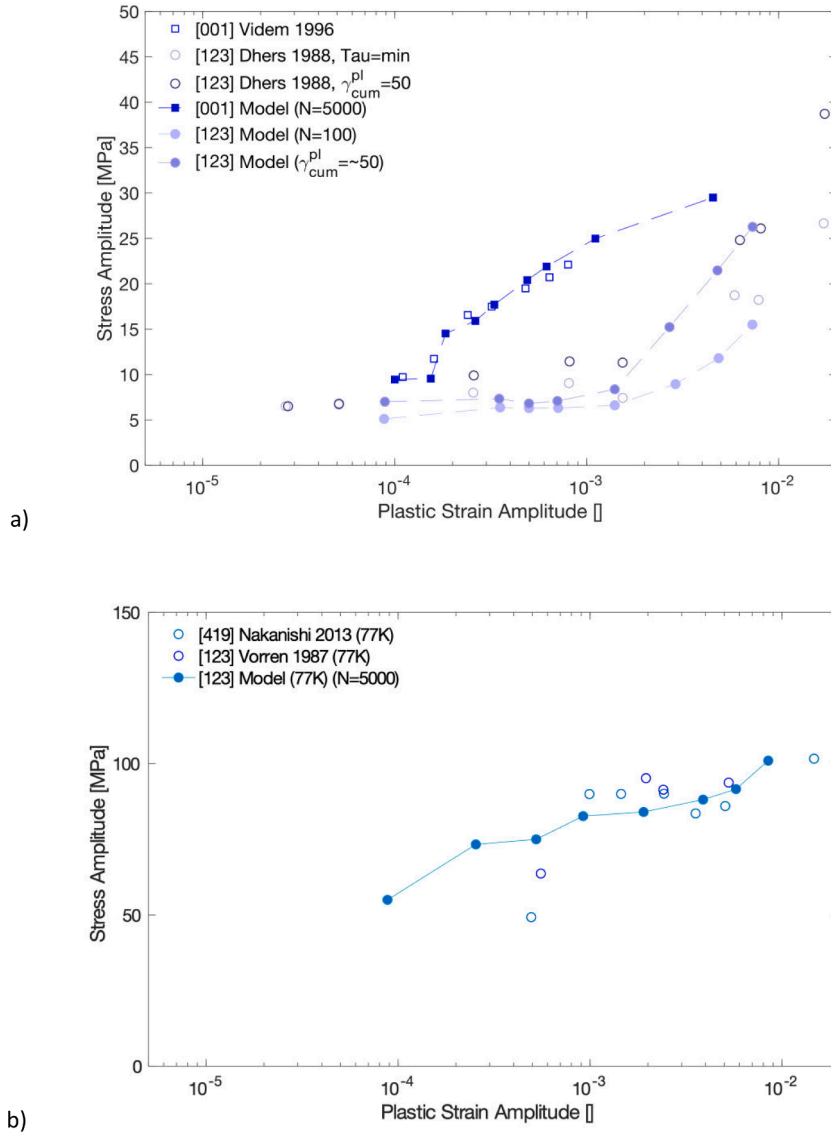 50
45
40
35
30
25
20
15
10
5
0
Stress Amplitude [MPa]
[001] Videm 1996
[123] Dhers 1988, Tau=min
[123] Dhers 1988, γ^pl_cum=50
[001] Model (N=5000)
[123] Model (N=100)
[123] Model (γ^pl_cum=~50)
10^-5 10^-4 10^-3 10^-2
Plastic Strain Amplitude []
a)
150
100
50
0
Stress Amplitude [MPa]
[419] Nakanishi 2013 (77K)
[123] Vorren 1987 (77K)
[123] Model (77K) (N=5000)
10^-5 10^-4 10^-3 10^-2
Plastic Strain Amplitude []
b)